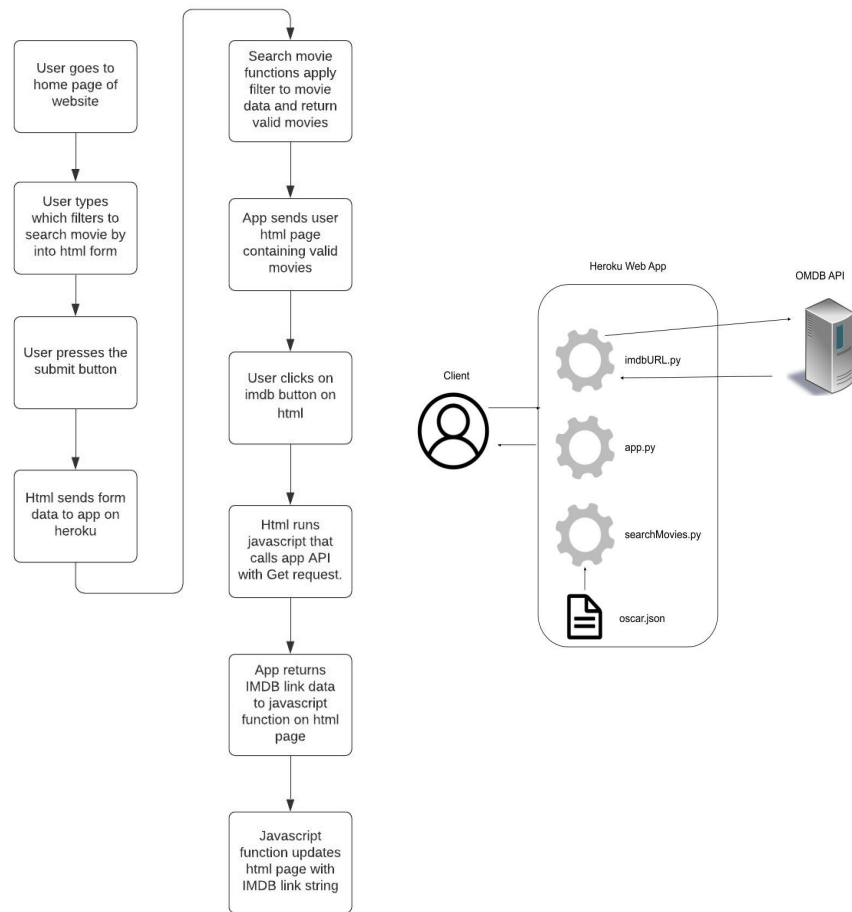 User goes to
home page of
website
User types
which filters to
search movie by
into html form
User presses the
submit button
Html sends form
data to app on
heroku
Search movie
functions apply
filter to movie
data and return
valid movies
App sends user
html page
containing valid
movies
User clicks on
imdb button on
html
Html runs
javascript that
calls app API
with Get request.
App returns
IMDB link data
to javascript
function on html
page
Javascript
function updates
html page with
IMDB link string
Client
Heroku Web App
imdbURL.py
app.py
searchMovies.py
oscar.json
OMDB API